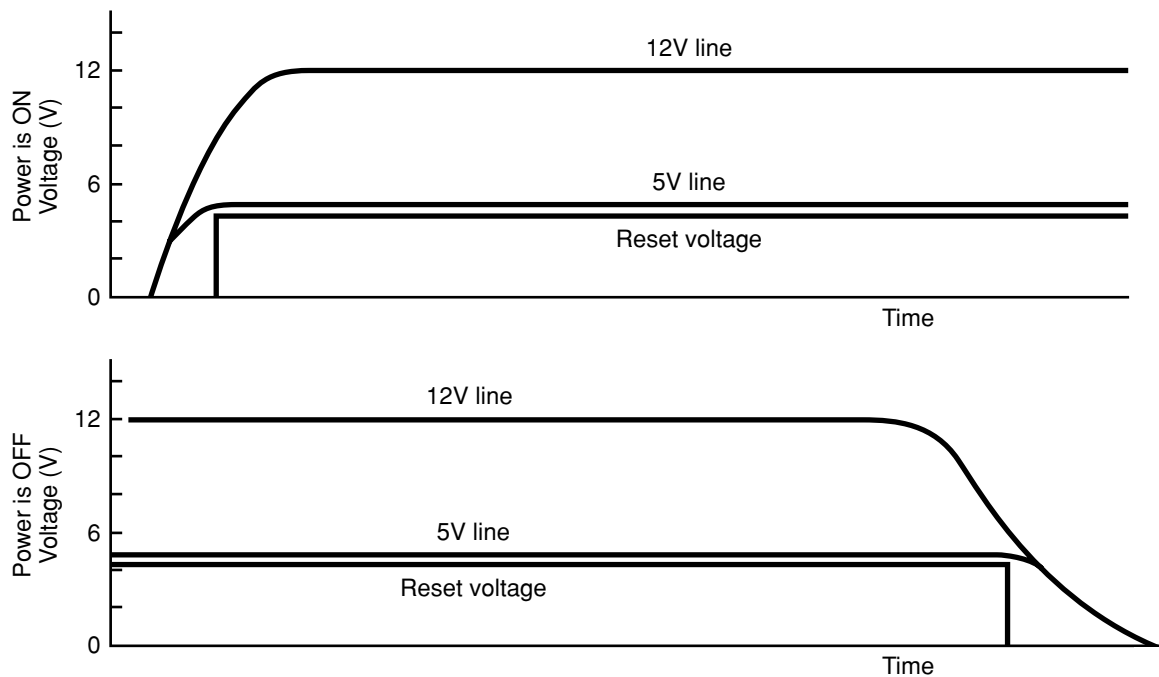 Power is ON
Voltage (V)
12
6
0
12V line
5V line
Reset voltage
Time
Power is OFF
Voltage (V)
12
6
0
12V line
5V line
Reset voltage
Time